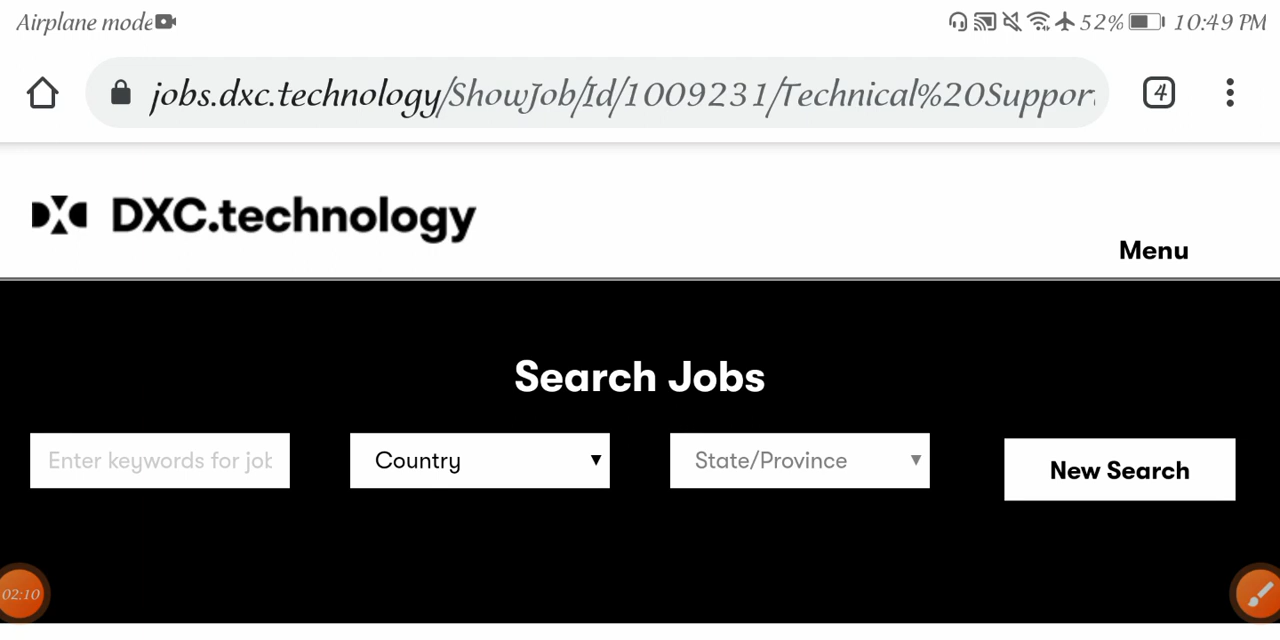 Airplane mode 52% 10:49 PM
jobs.dxc.technology/ShowJob/Id/1009231/Technical%20Suppor 4
DXC.technology
Menu
Search Jobs
Enter keywords for job Country State/Province New Search
02:10